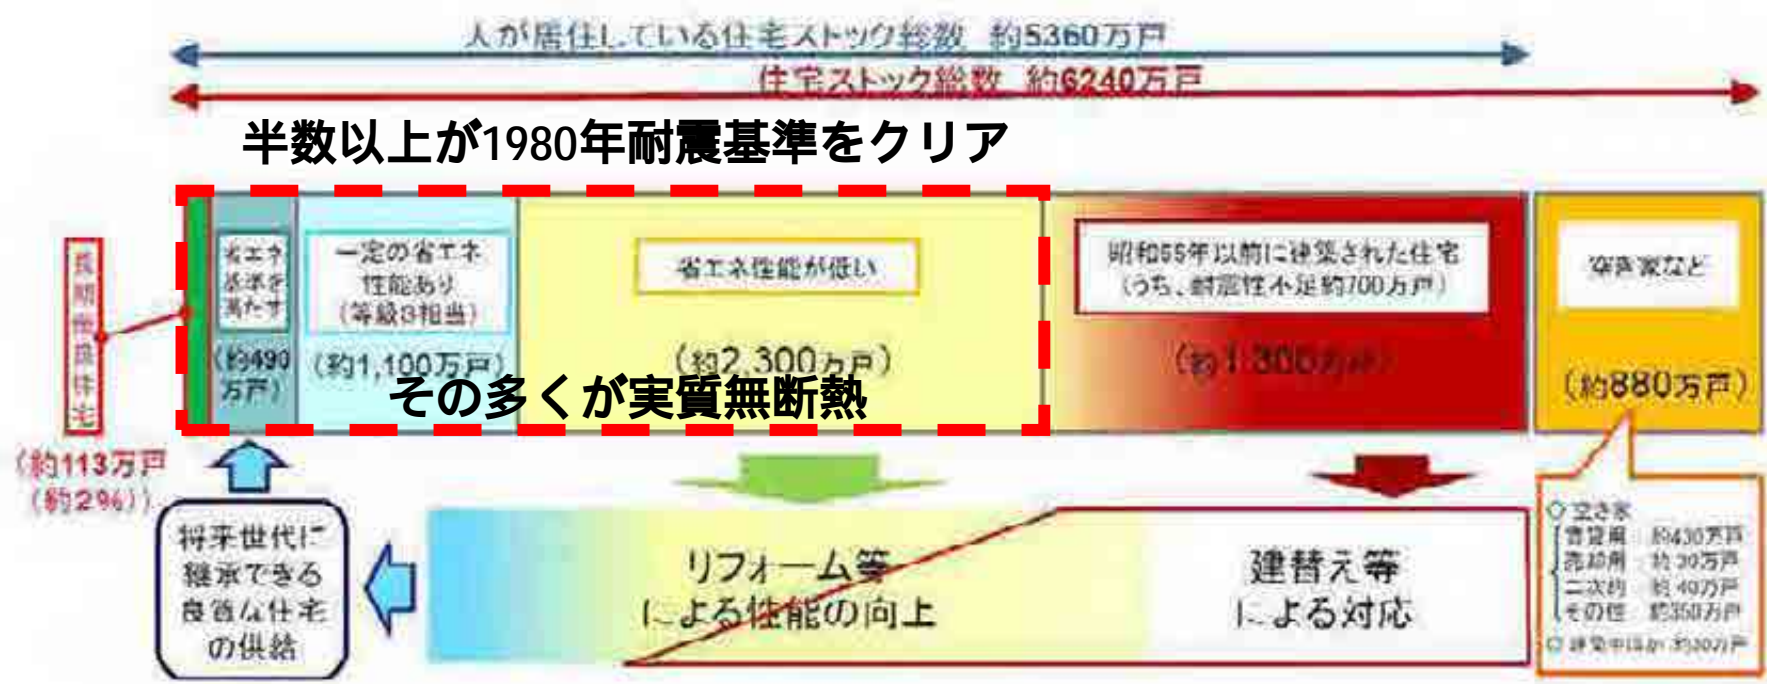 人が居住している住宅ストック総数 約5360万戸
住宅ストック総数 約6240万戸
半数以上が1980年耐震基準をクリア
長期優良住宅
(約113万戸
(約2%))
省エネ
基準を
満たす
(約490
万戸)
一定の省エネ
性能あり
(等級3相当)
(約1,100万戸)
省エネ性能が低い
(約2,300万戸)
その多くが実質無断熱
昭和55年以前に建築された住宅
(うち、耐震性不足約700万戸)
(約1,300万戸)
空き家など
(約880万戸)
将来世代に
継承できる
良質な住宅
の供給
リフォーム等
による性能の向上
建替え等
による対応
○ 空き家
賃貸用 約430万戸
売却用 約30万戸
二次的 約40万戸
その他 約350万戸